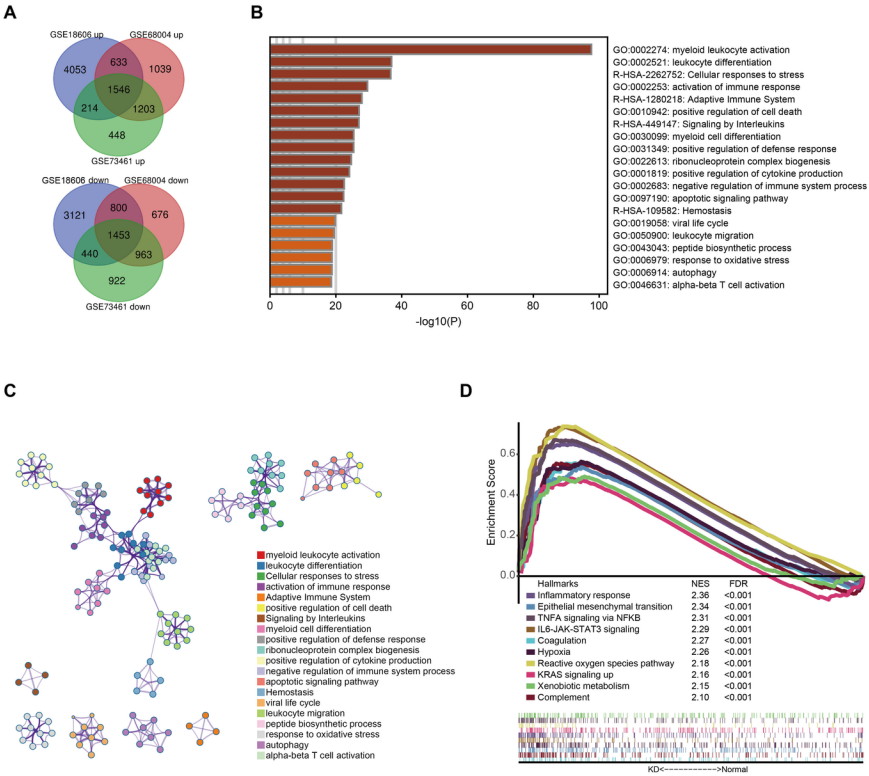 A
GSE18606 up
GSE68004 up
4053
633
1039
1546
214
1203
448
GSE73461 up
GSE18606 down
GSE68004 down
3121
800
676
1453
440
963
922
GSE73461 down
B
GO:0002274: myeloid leukocyte activation
GO:0002521: leukocyte differentiation
R-HSA-2262752: Cellular responses to stress
GO:0002253: activation of immune response
R-HSA-1280218: Adaptive Immune System
GO:0010942: positive regulation of cell death
R-HSA-449147: Signaling by Interleukins
GO:0030099: myeloid cell differentiation
GO:0031349: positive regulation of defense response
GO:0022613: ribonucleoprotein complex biogenesis
GO:0001819: positive regulation of cytokine production
GO:0002683: negative regulation of immune system process
GO:0097190: apoptotic signaling pathway
R-HSA-109582: Hemostasis
GO:0019058: viral life cycle
GO:0050900: leukocyte migration
GO:0043043: peptide biosynthetic process
GO:0006979: response to oxidative stress
GO:0006914: autophagy
GO:0046631: alpha-beta T cell activation
0 20 40 60 80 100
-log10(P)
C
myeloid leukocyte activation
leukocyte differentiation
Cellular responses to stress
activation of immune response
Adaptive Immune System
positive regulation of cell death
Signaling by Interleukins
myeloid cell differentiation
positive regulation of defense response
ribonucleoprotein complex biogenesis
positive regulation of cytokine production
negative regulation of immune system process
apoptotic signaling pathway
Hemostasis
viral life cycle
leukocyte migration
peptide biosynthetic process
response to oxidative stress
autophagy
alpha-beta T cell activation
D
Enrichment Score
0.6
0.4
0.2
0.0
Hallmarks NES FDR
Inflammatory response 2.36 <0.001
Epithelial mesenchymal transition 2.34 <0.001
TNFA signaling via NFKB 2.31 <0.001
IL6-JAK-STAT3 signaling 2.29 <0.001
Coagulation 2.27 <0.001
Hypoxia 2.26 <0.001
Reactive oxygen species pathway 2.18 <0.001
KRAS signaling up 2.16 <0.001
Xenobiotic metabolism 2.15 <0.001
Complement 2.10 <0.001
KD<------------>Normal